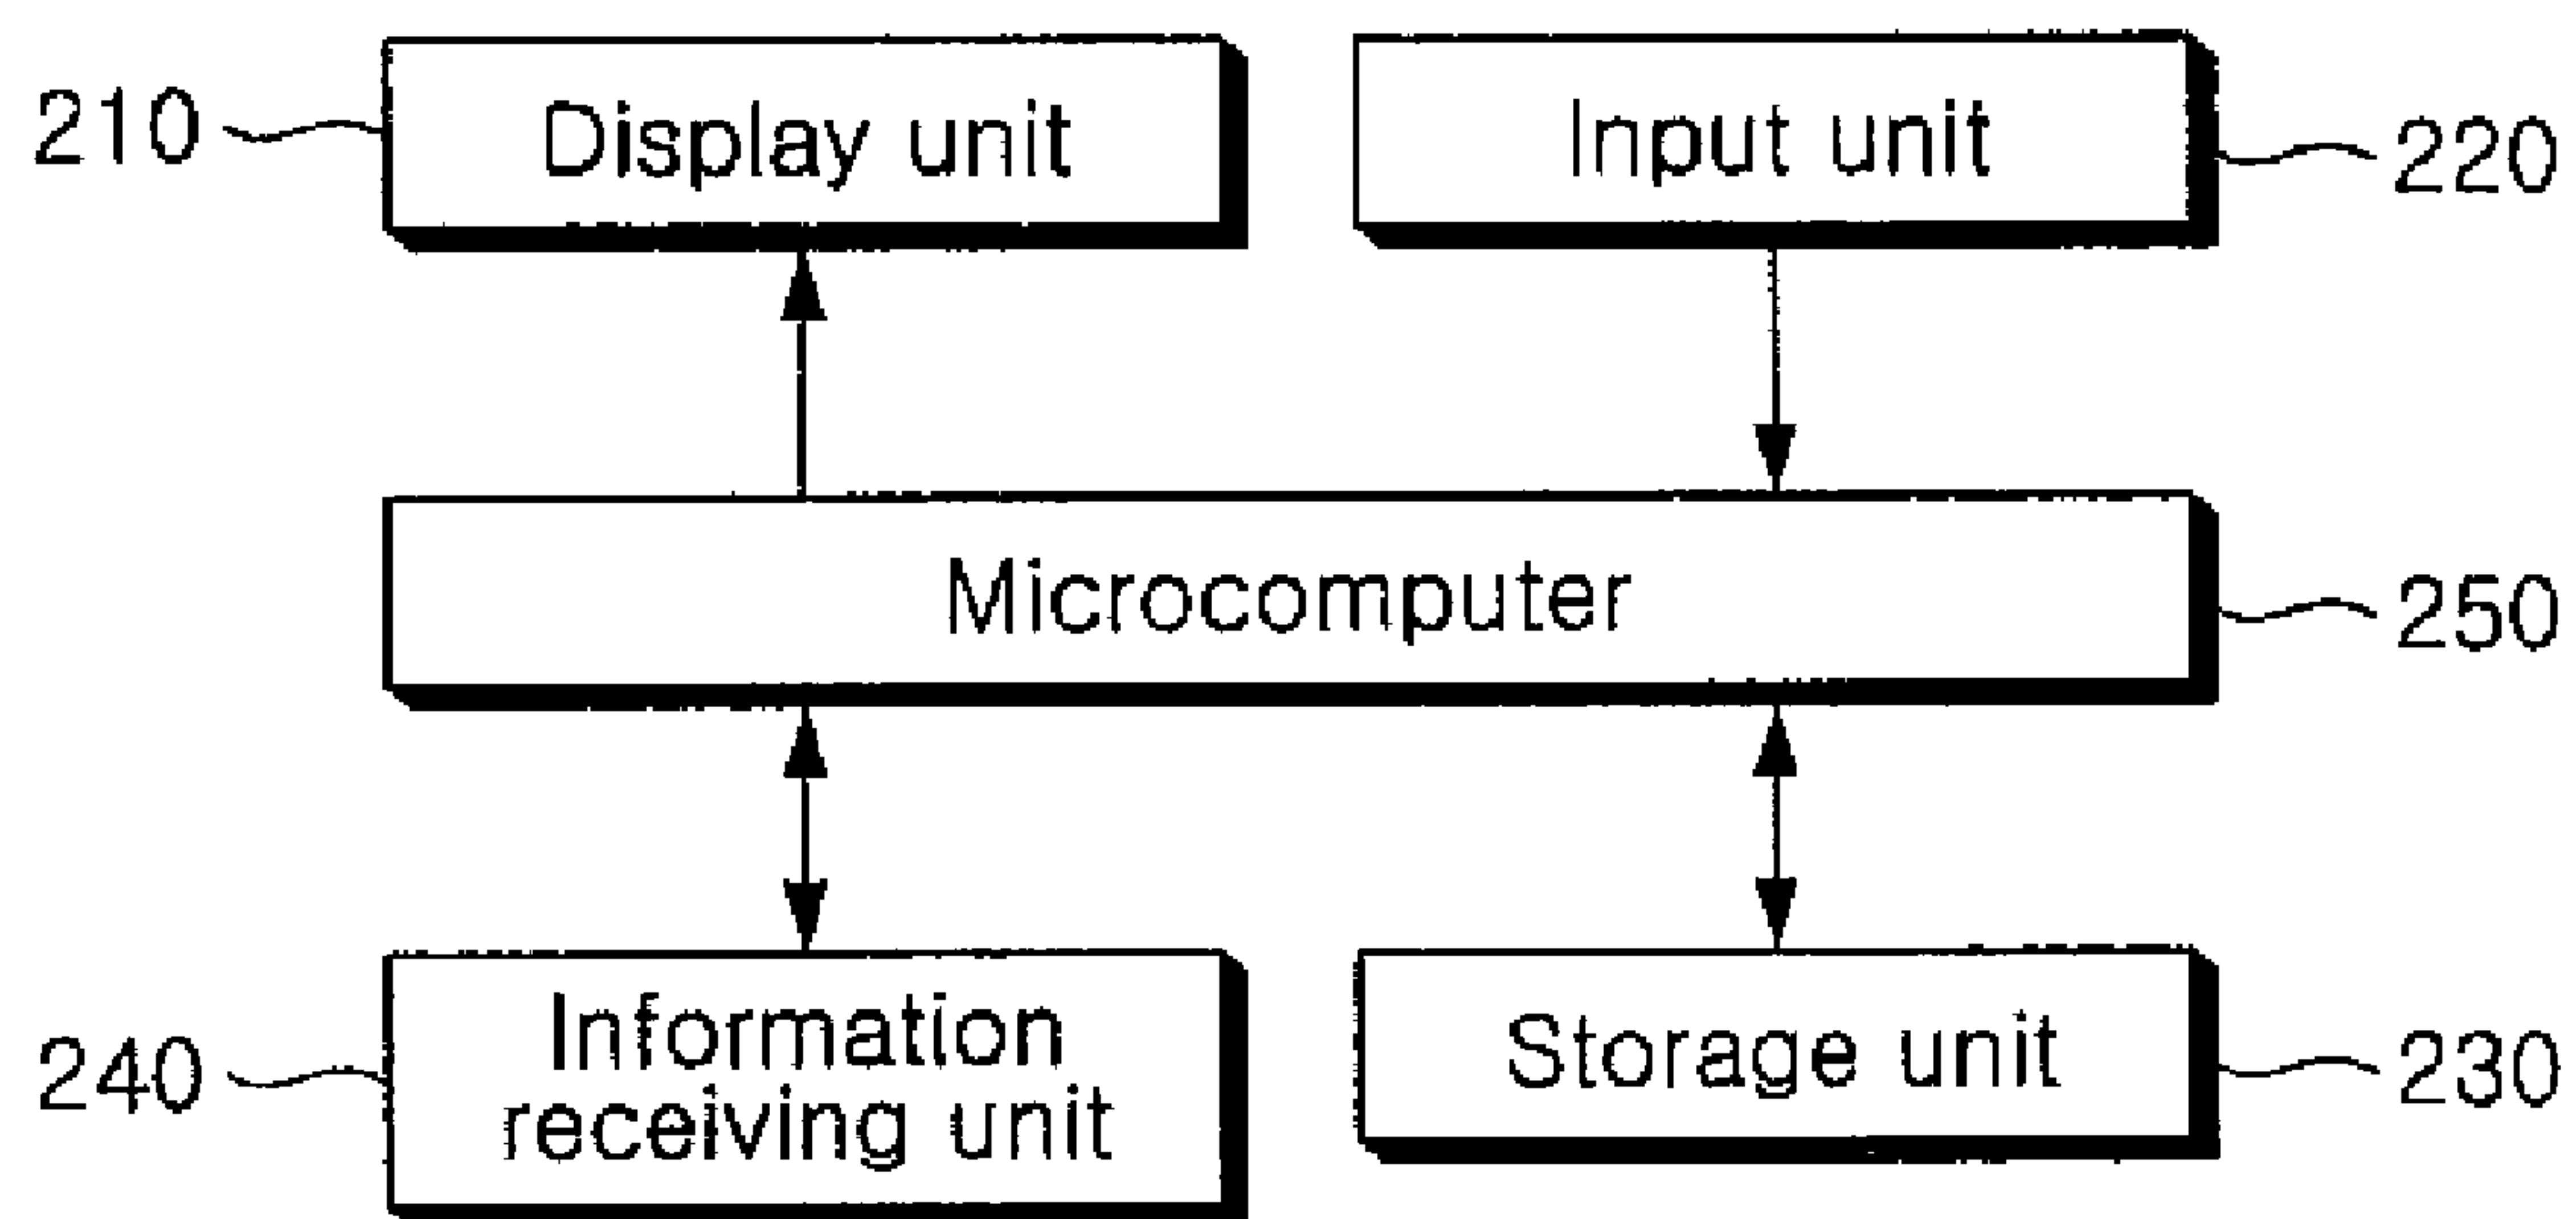 210
Display unit
Input unit
220
Microcomputer
250
240
Information
receiving unit
Storage unit
230